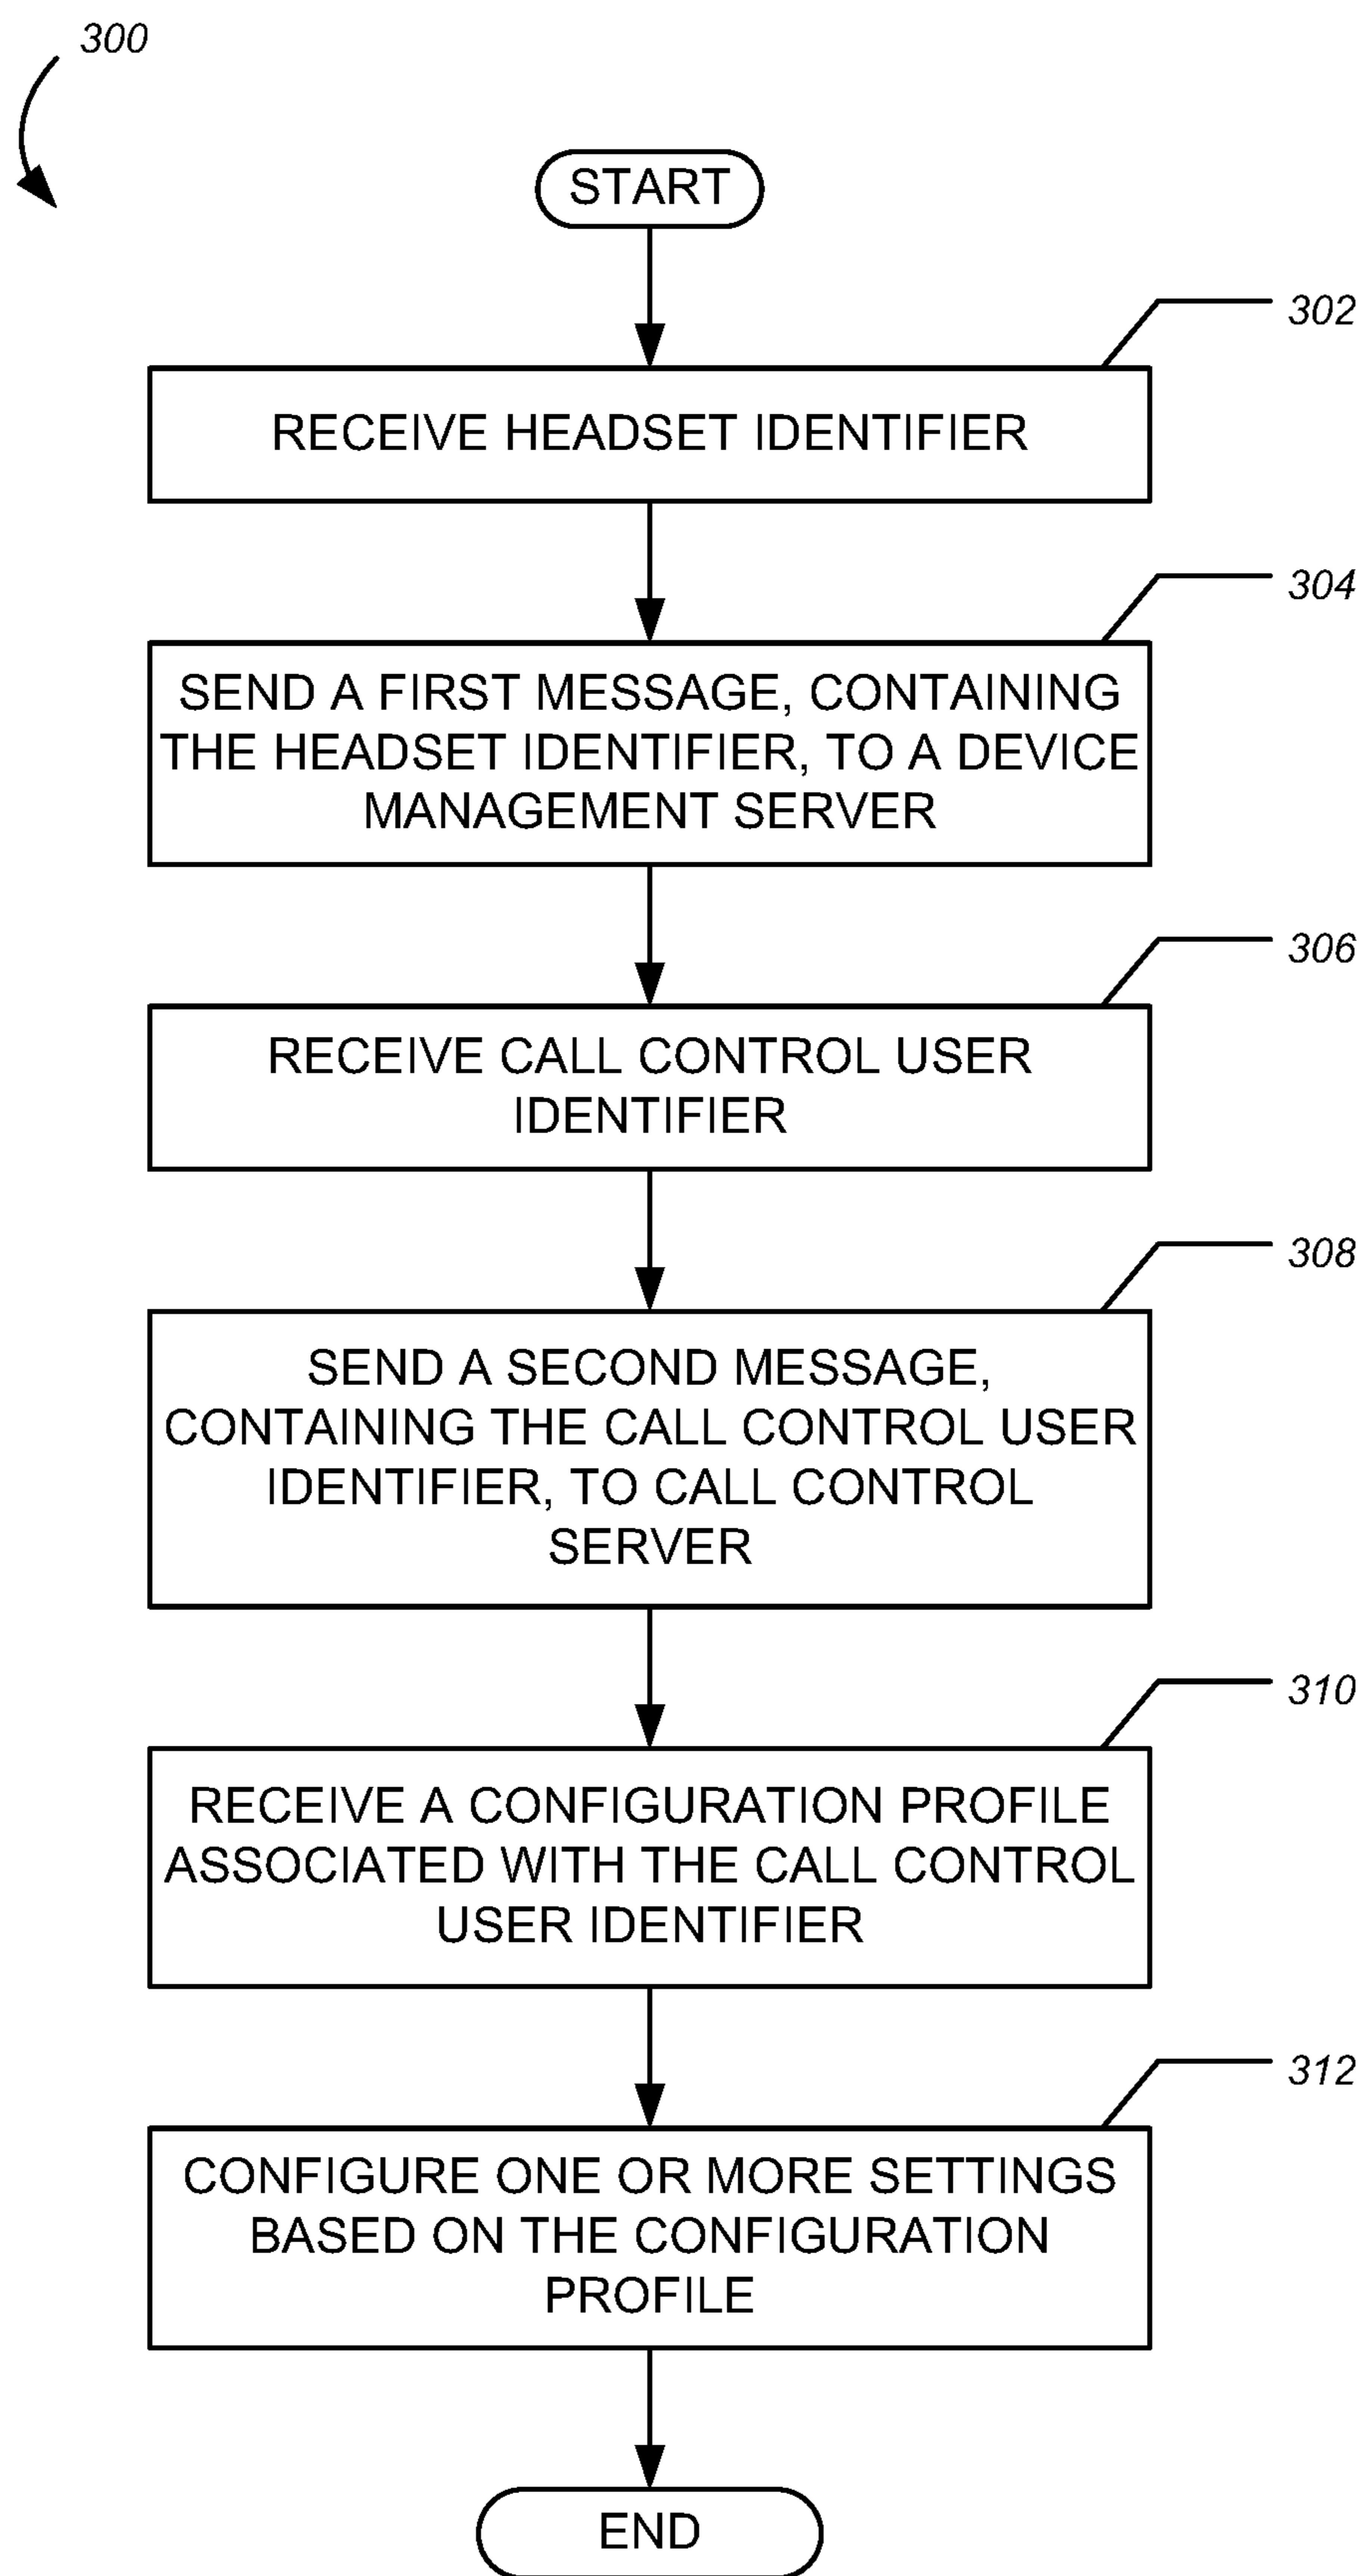 300
START
302
RECEIVE HEADSET IDENTIFIER
304
SEND A FIRST MESSAGE, CONTAINING
THE HEADSET IDENTIFIER, TO A DEVICE
MANAGEMENT SERVER
306
RECEIVE CALL CONTROL USER
IDENTIFIER
308
SEND A SECOND MESSAGE,
CONTAINING THE CALL CONTROL USER
IDENTIFIER, TO CALL CONTROL
SERVER
310
RECEIVE A CONFIGURATION PROFILE
ASSOCIATED WITH THE CALL CONTROL
USER IDENTIFIER
312
CONFIGURE ONE OR MORE SETTINGS
BASED ON THE CONFIGURATION
PROFILE
END